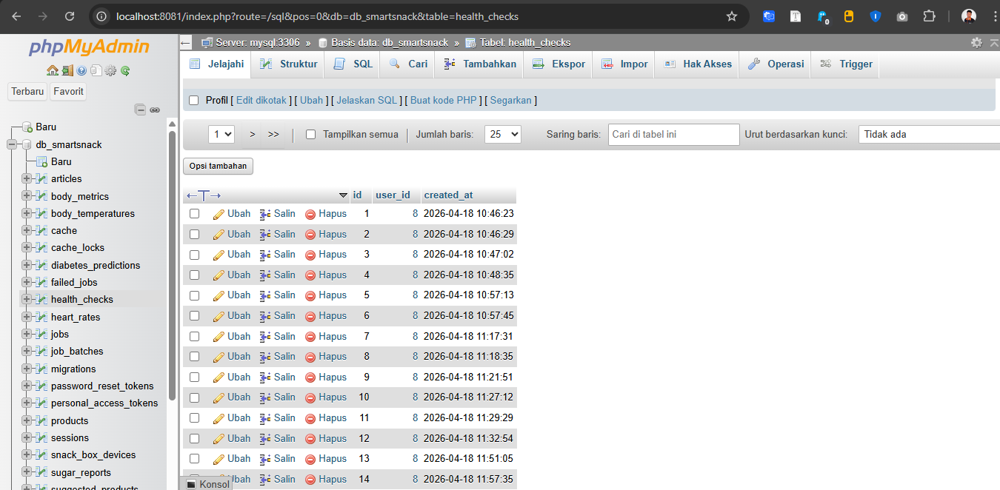 localhost:8081/index.php?route=/sql&pos=0&db=db_smartsnack&table=health_checks
0
phpMyAdmin
Terbaru Favorit
Baru
db_smartsnack
Baru
articles
body_metrics
body_temperatures
cache
cache_locks
diabetes_predictions
failed_jobs
health_checks
heart_rates
jobs
job_batches
migrations
password_reset_tokens
personal_access_tokens
products
sessions
snack_box_devices
sugar_reports
suggested_products
Server: mysql:3306 » Basis data: db_smartsnack » Tabel: health_checks
Jelajahi Struktur SQL Cari Tambahkan Ekspor Impor Hak Akses Operasi Trigger
Profil [ Edit dikotak ] [ Ubah ] [ Jelaskan SQL ] [ Buat kode PHP ] [ Segarkan ]
1 > >> | Tampilkan semua | Jumlah baris: 25 Saring baris: Cari di tabel ini Urut berdasarkan kunci: Tidak ada
Opsi tambahan
←T→ id user_id created_at
Ubah Salin Hapus 1 8 2026-04-18 10:46:23
Ubah Salin Hapus 2 8 2026-04-18 10:46:29
Ubah Salin Hapus 3 8 2026-04-18 10:47:02
Ubah Salin Hapus 4 8 2026-04-18 10:48:35
Ubah Salin Hapus 5 8 2026-04-18 10:57:13
Ubah Salin Hapus 6 8 2026-04-18 10:57:45
Ubah Salin Hapus 7 8 2026-04-18 11:17:31
Ubah Salin Hapus 8 8 2026-04-18 11:18:35
Ubah Salin Hapus 9 8 2026-04-18 11:21:51
Ubah Salin Hapus 10 8 2026-04-18 11:27:12
Ubah Salin Hapus 11 8 2026-04-18 11:29:29
Ubah Salin Hapus 12 8 2026-04-18 11:32:54
Ubah Salin Hapus 13 8 2026-04-18 11:51:05
Ubah Salin Hapus 14 8 2026-04-18 11:57:35
Konsol